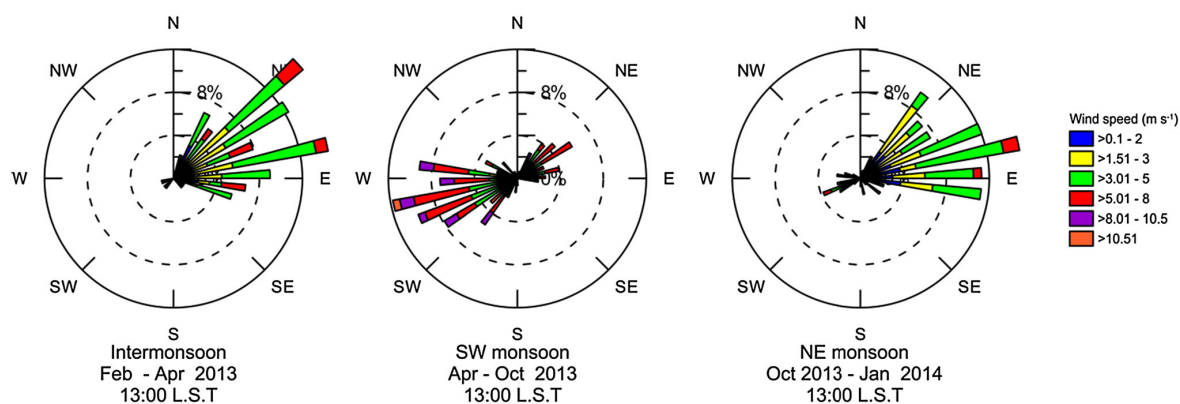 N
NW
NE
8%
W
E
SW
SE
S
Intermonsoon
Feb - Apr 2013
13:00 L.S.T
N
NW
NE
8%
0%
W
E
SW
SE
S
SW monsoon
Apr - Oct 2013
13:00 L.S.T
N
NW
NE
8%
W
E
SW
SE
S
NE monsoon
Oct 2013 - Jan 2014
13:00 L.S.T
Wind speed (m s⁻¹)
>0.1 - 2
>1.51 - 3
>3.01 - 5
>5.01 - 8
>8.01 - 10.5
>10.51